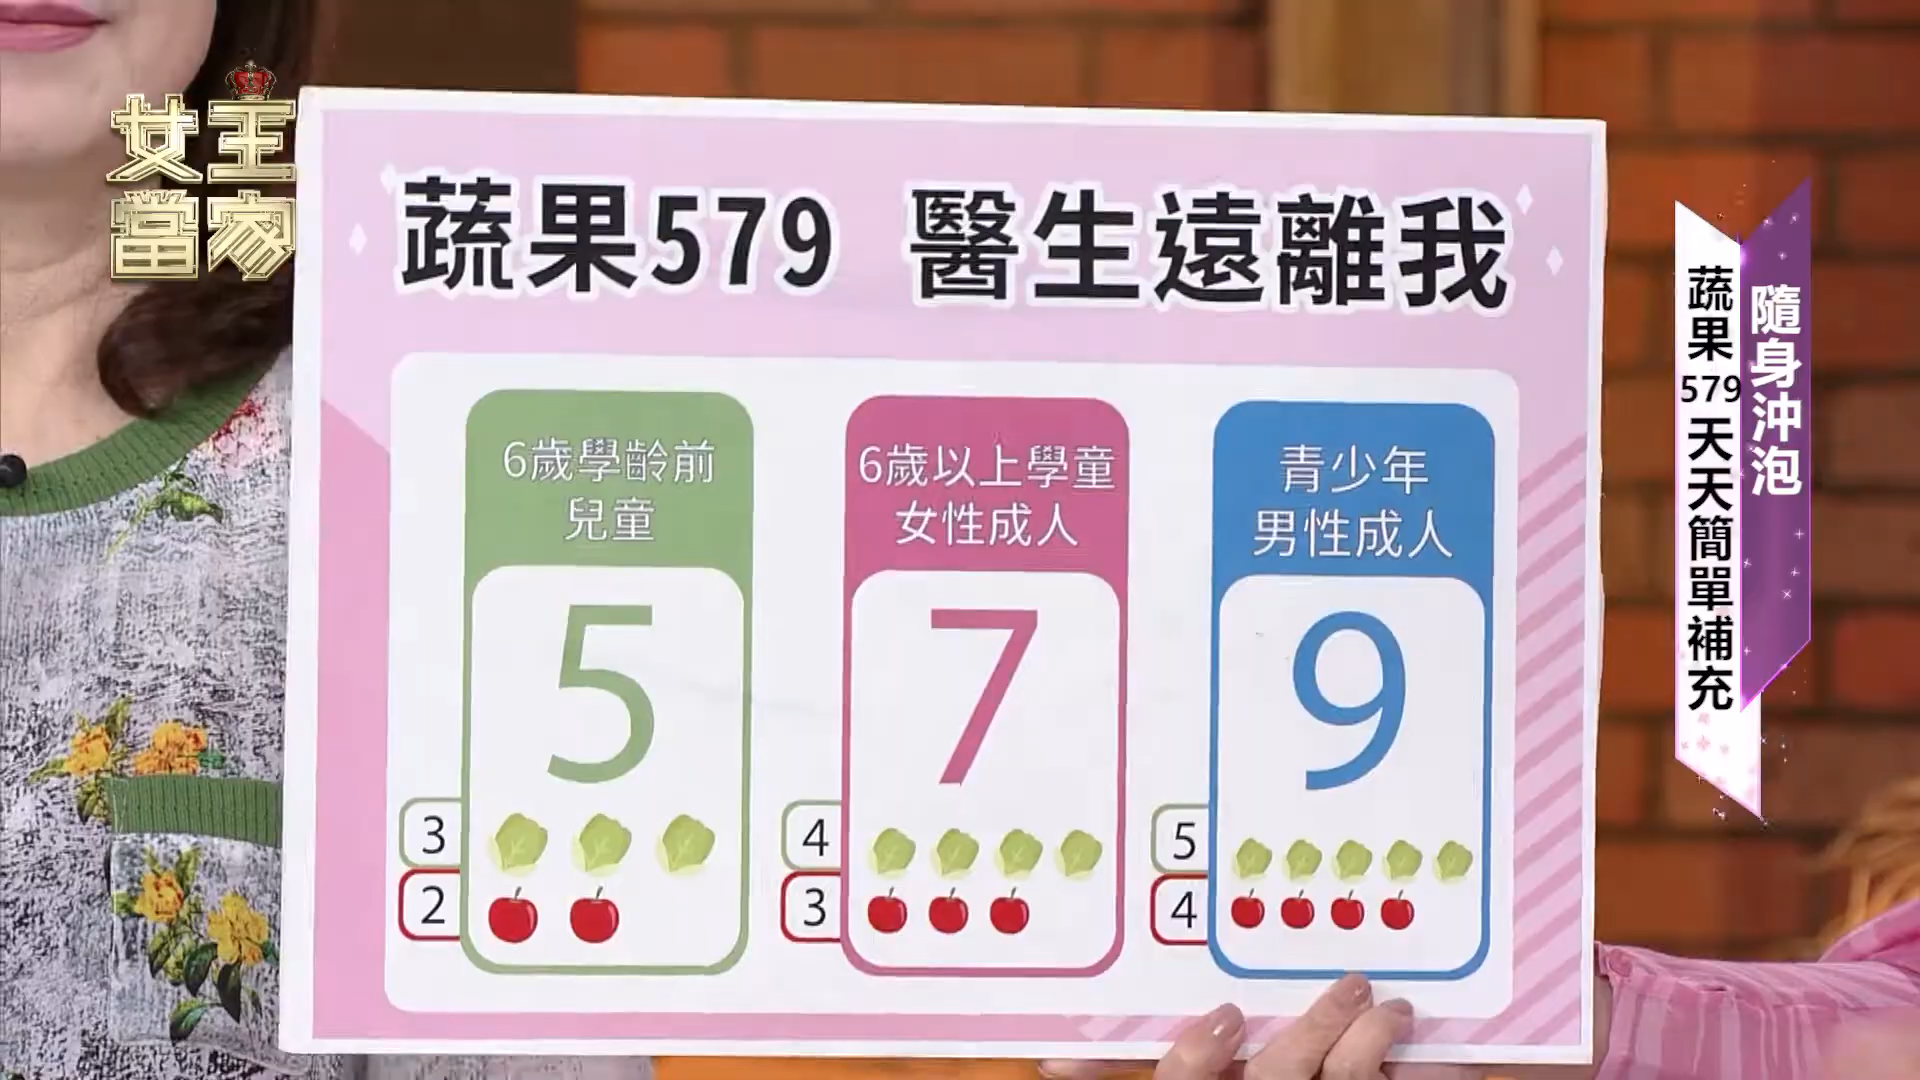 女王
當家
蔬果579 醫生遠離我
6歲學齡前
兒童
5
3
2
6歲以上學童
女性成人
7
4
3
青少年
男性成人
9
5
4
隨身沖泡
蔬果579天天簡單補充